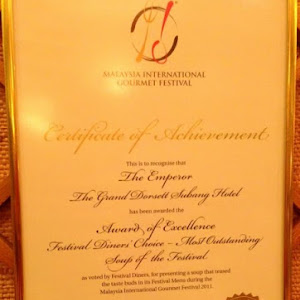 MALAYSIA INTERNATIONAL
GOURMET FESTIVAL
Certificate of Achievement
This is to recognise that
The Emperor
The Grand Dorsett Subang Hotel
has been awarded the
Award of Excellence
Festival Diners' Choice – Most Outstanding
Soup of the Festival
as voted by Festival Diners, for presenting a soup that teased
the taste buds in its Festival Menu during the
Malaysia International Gourmet Festival 2011.